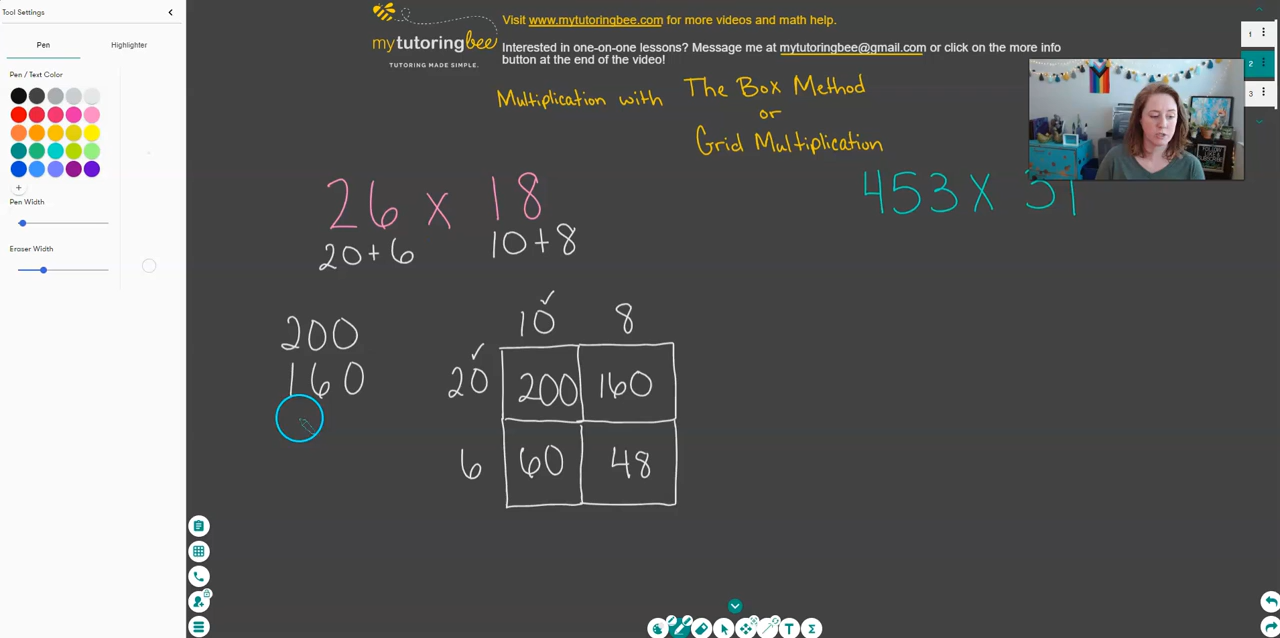 Tool Settings
Pen
Highlighter
Pen / Text Color
Pen Width
Eraser Width
mytutoringbee
TUTORING MADE SIMPLE.
Visit www.mytutoringbee.com for more videos and math help.
Interested in one-on-one lessons? Message me at mytutoringbee@gmail.com or click on the more info
button at the end of the video!
Multiplication with The Box Method
or
Grid Multiplication
1
2
3
26 x 18
20+6 10+8
453 x 31
200
160
10 8
20 200 160
6 60 48